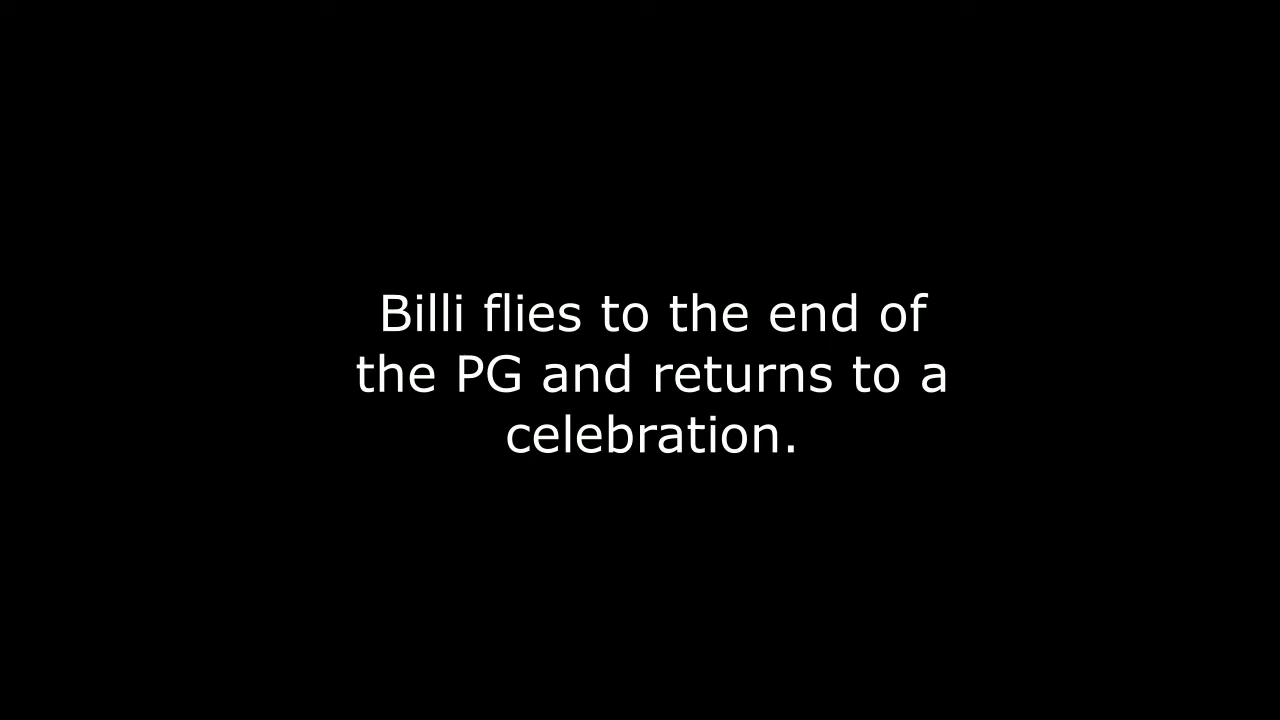 Billi flies to the end of
the PG and returns to a
celebration.